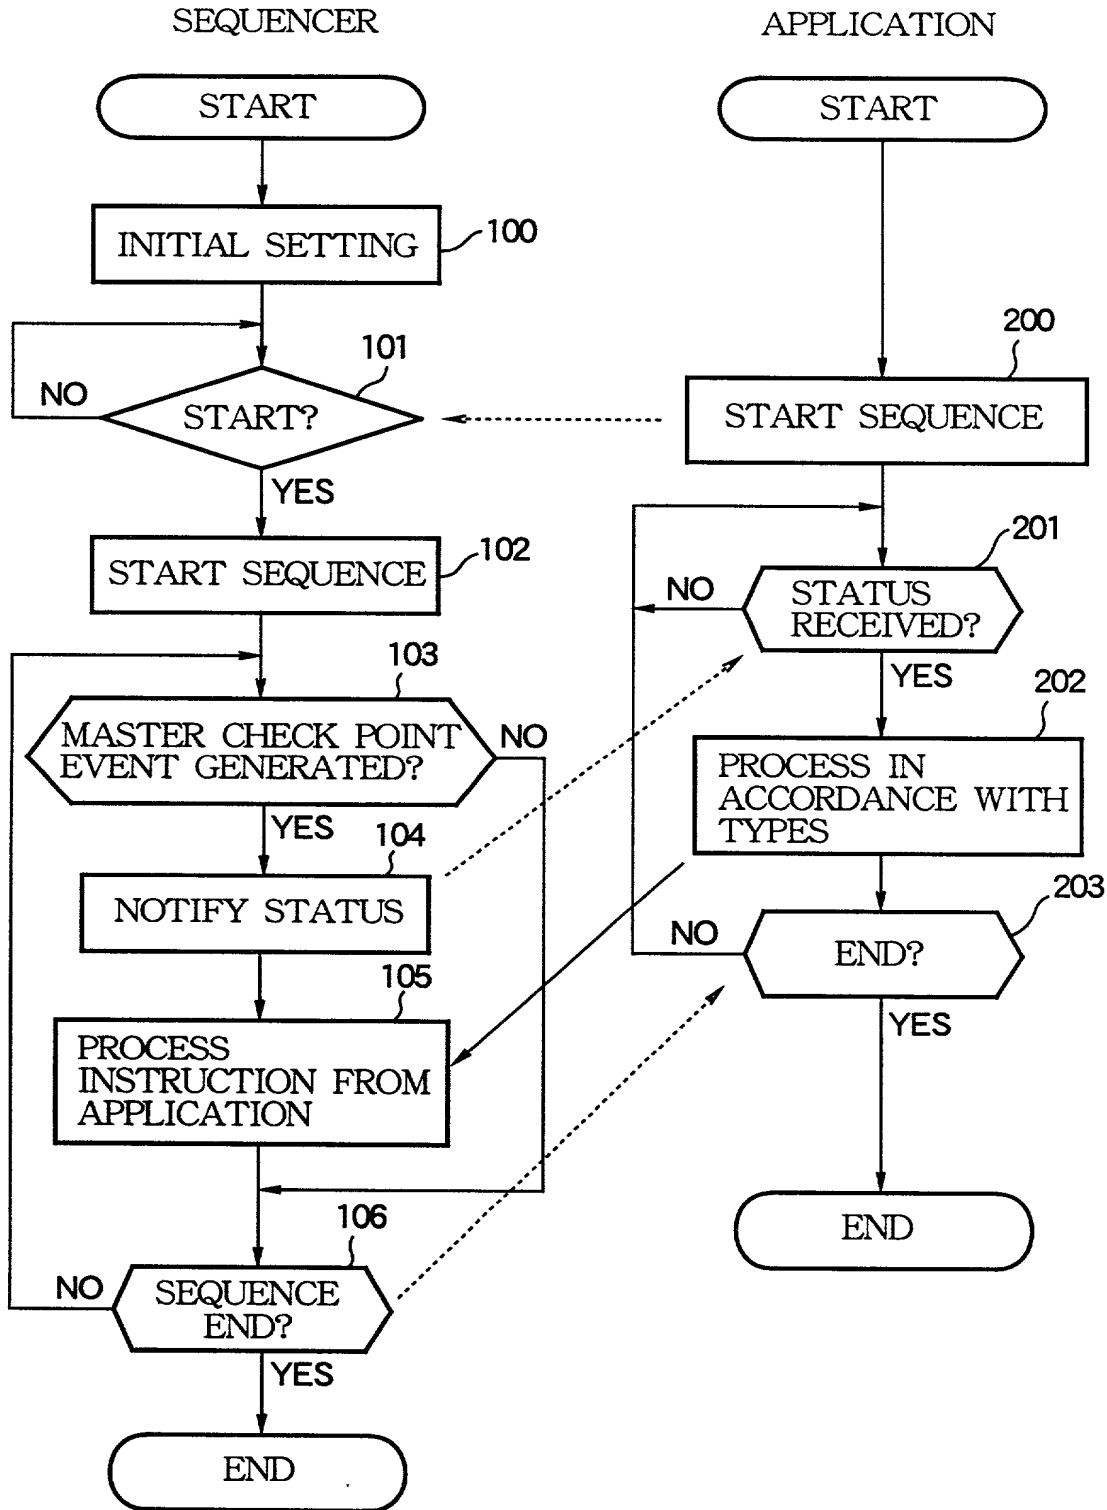 SEQUENCER
START
INITIAL SETTING
100
101
NO
START?
YES
START SEQUENCE
102
103
MASTER CHECK POINT
EVENT GENERATED?
NO
YES
104
NOTIFY STATUS
105
PROCESS
INSTRUCTION FROM
APPLICATION
106
NO
SEQUENCE
END?
YES
END
APPLICATION
START
200
START SEQUENCE
201
NO
STATUS
RECEIVED?
YES
202
PROCESS IN
ACCORDANCE WITH
TYPES
203
NO
END?
YES
END